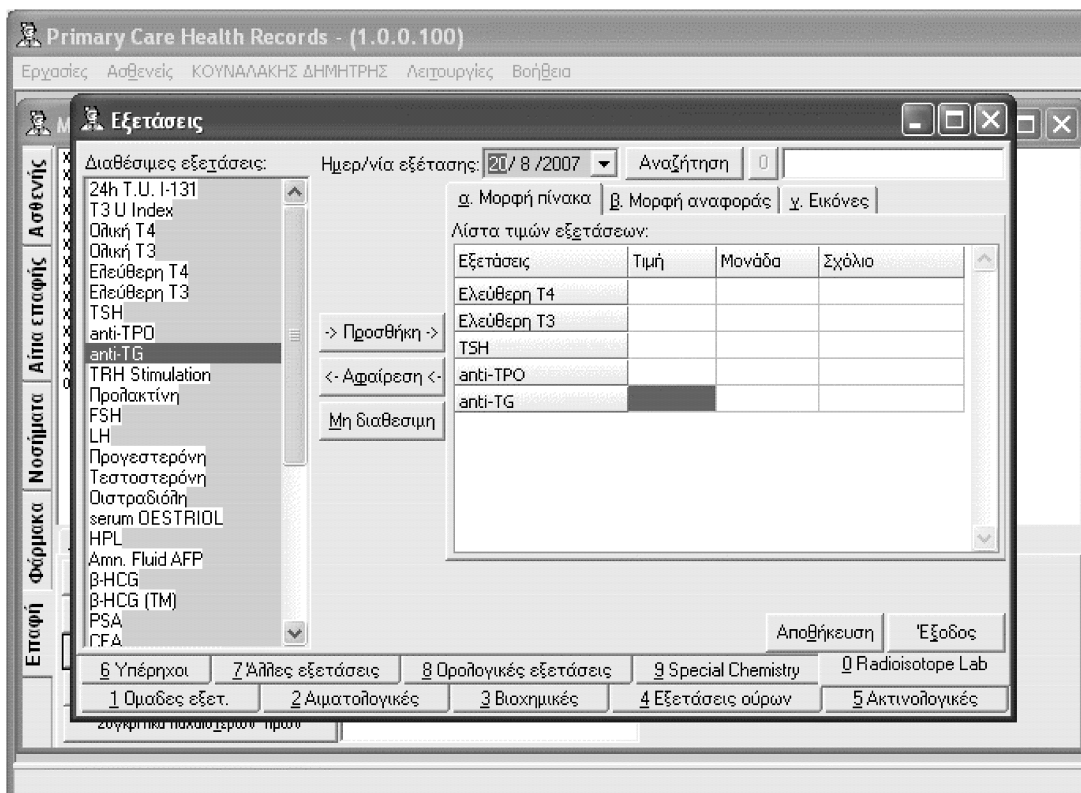 Primary Care Health Records - (1.0.0.100)
Εργασίες Ασθενείς ΚΟΥΝΑΛΑΚΗΣ ΔΗΜΗΤΡΗΣ Λειτουργίες Βοήθεια
Εξετάσεις
Ασθενής
Αίτια επαφής
Νοσήματα
Φάρμακα
Επαφή
Διαθέσιμες εξετάσεις:
24h T.U. I-131
T3 U Index
Ολική T4
Ολική T3
Ελεύθερη T4
Ελεύθερη T3
TSH
anti-TPO
anti-TG
TRH Stimulation
Προλακτίνη
FSH
LH
Προγεστερόνη
Τεστοστερόνη
Οιστραδιόλη
serum OESTRIOL
HPL
Amn. Fluid AFP
β-HCG
β-HCG (TM)
PSA
CEA
Ημερ/νία εξέτασης: 20/ 8 /2007 Αναζήτηση 0
-> Προσθήκη ->
<- Αφαίρεση <-
Μη διαθεσιμη
α. Μορφή πίνακα β. Μορφή αναφοράς γ. Εικόνες
Λίστα τιμών εξετάσεων:
Εξετάσεις Τιμή Μονάδα Σχόλιο
Ελεύθερη T4
Ελεύθερη T3
TSH
anti-TPO
anti-TG
Αποθήκευση Έξοδος
6 Υπέρηχοι 7 Άλλες εξετάσεις 8 Ορολογικές εξετάσεις 9 Special Chemistry 0 Radioisotope Lab
1 Ομαδες εξετ. 2 Αιματολογικές 3 Βιοχημικές 4 Εξετάσεις ούρων 5 Ακτινολογικές